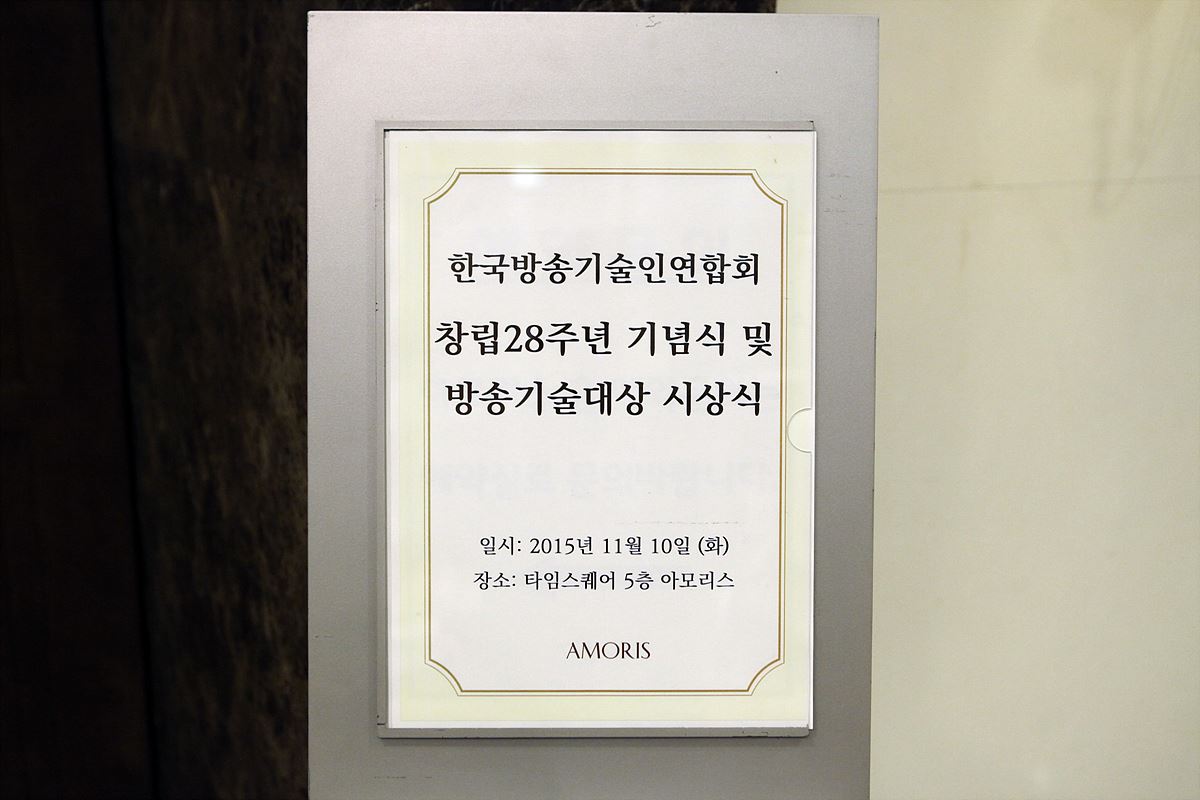 한국방송기술인연합회
창립28주년 기념식 및
방송기술대상 시상식
일시: 2015년 11월 10일 (화)
장소: 타임스퀘어 5층 아모리스
AMORIS